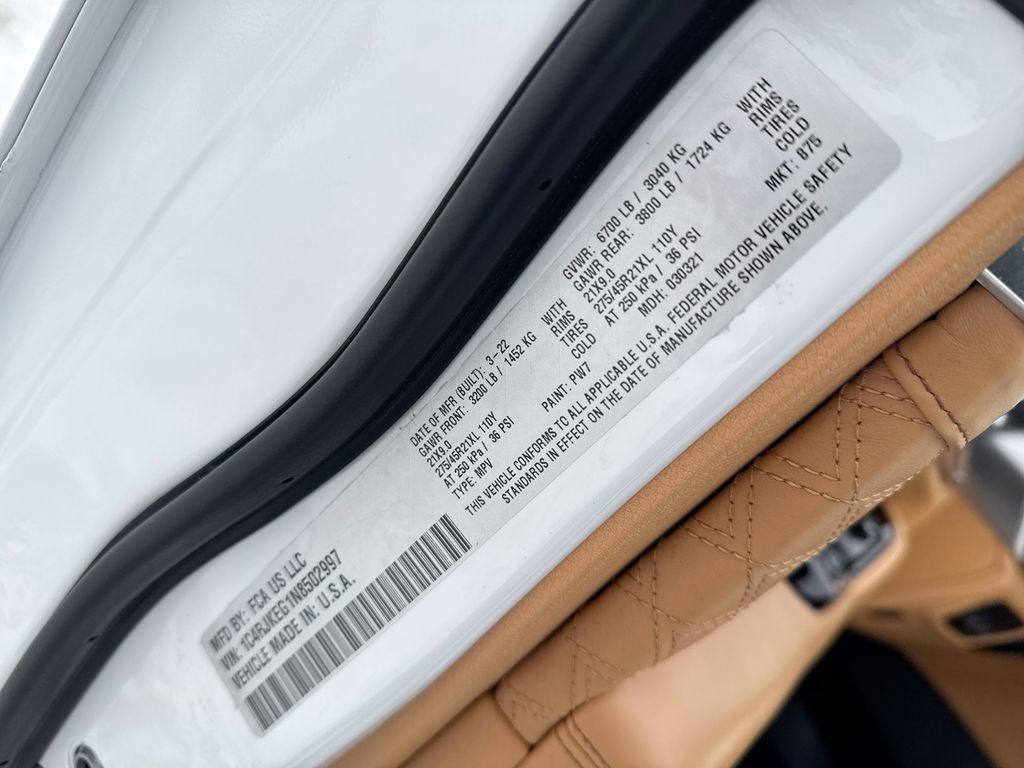 MFD BY: FCA US LLC
VIN: 1C4RJKEG1N8502897
VEHICLE MADE IN: U.S.A.
DATE OF MFR (BUILT): 3-22
GVWR: 6700 LB / 3040 KG
GAWR FRONT: 3200 LB / 1452 KG WITH
GAWR REAR: 3800 LB / 1724 KG WITH
21X9.0 RIMS
21X9.0 RIMS
275/45R21XL 110Y TIRES
275/45R21XL 110Y TIRES
AT 250 kPa / 36 PSI COLD
AT 250 kPa / 36 PSI COLD
TYPE: MPV PAINT: PW7 MDH: 030321 MKT: 875
THIS VEHICLE CONFORMS TO ALL APPLICABLE U.S.A. FEDERAL MOTOR VEHICLE SAFETY
STANDARDS IN EFFECT ON THE DATE OF MANUFACTURE SHOWN ABOVE.